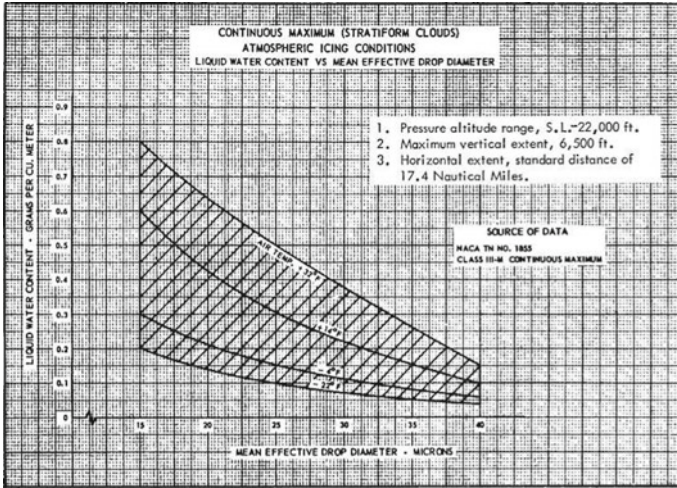 CONTINUOUS MAXIMUM (STRATIFORM CLOUDS)
ATMOSPHERIC ICING CONDITIONS
LIQUID WATER CONTENT VS MEAN EFFECTIVE DROP DIAMETER
1. Pressure altitude range, S.L.-22,000 ft.
2. Maximum vertical extent, 6,500 ft.
3. Horizontal extent, standard distance of
17.4 Nautical Miles.
SOURCE OF DATA
NACA TN NO. 1855
CLASS III-M CONTINUOUS MAXIMUM
LIQUID WATER CONTENT - GRAMS PER CU. METER
0.9
0.8
0.7
0.6
0.5
0.4
0.3
0.2
0.1
0
AIR TEMP. +32°F
+14°F
-4°F
-22°F
15
20
25
30
35
40
MEAN EFFECTIVE DROP DIAMETER - MICRONS